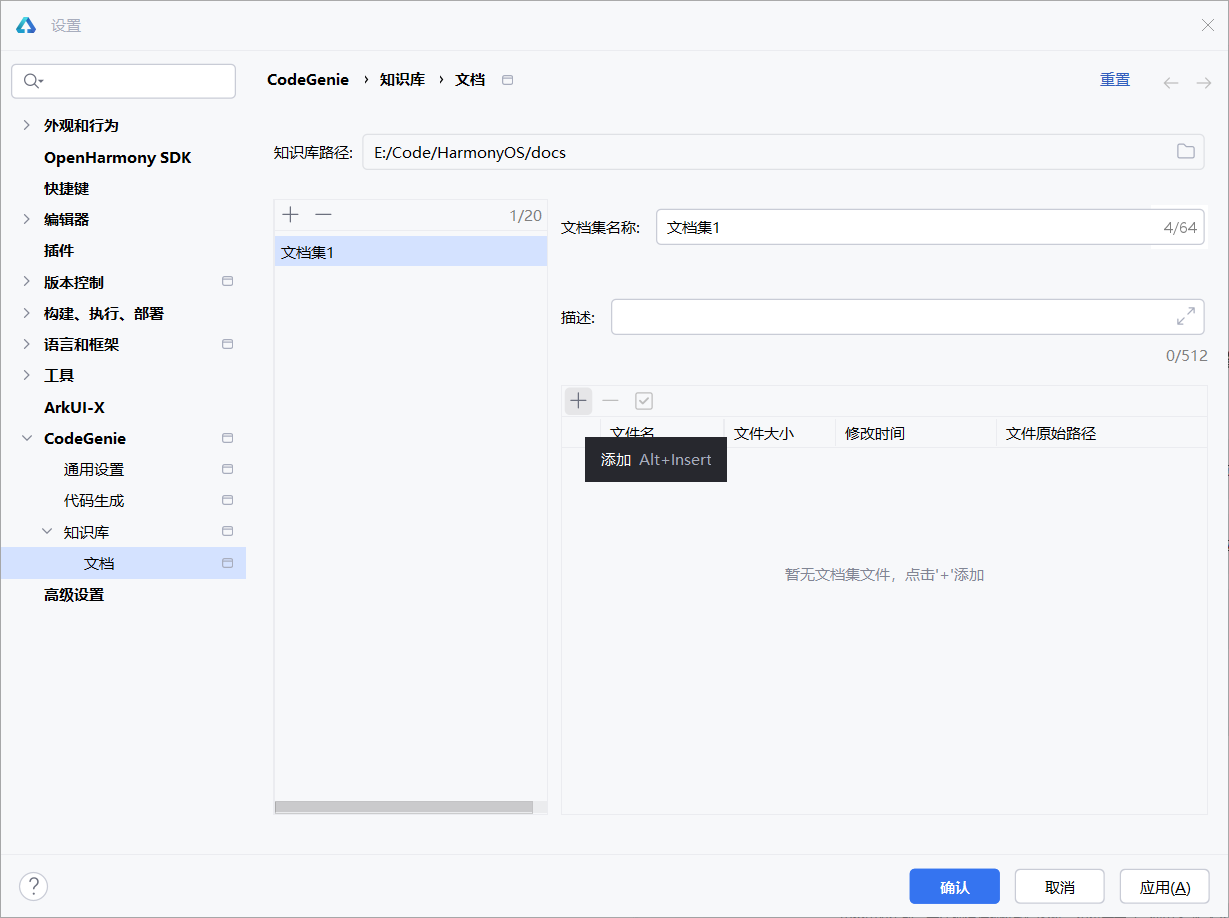 设置
CodeGenie › 知识库 › 文档
重置
外观和行为
OpenHarmony SDK
快捷键
编辑器
插件
版本控制
构建、执行、部署
语言和框架
工具
ArkUI-X
CodeGenie
通用设置
代码生成
知识库
文档
高级设置
知识库路径: E:/Code/HarmonyOS/docs
1/20
文档集1
文档集名称: 文档集1 4/64
描述:
0/512
文件名 文件大小 修改时间 文件原始路径
添加 Alt+Insert
暂无文档集文件，点击'+'添加
?
确认 取消 应用(A)